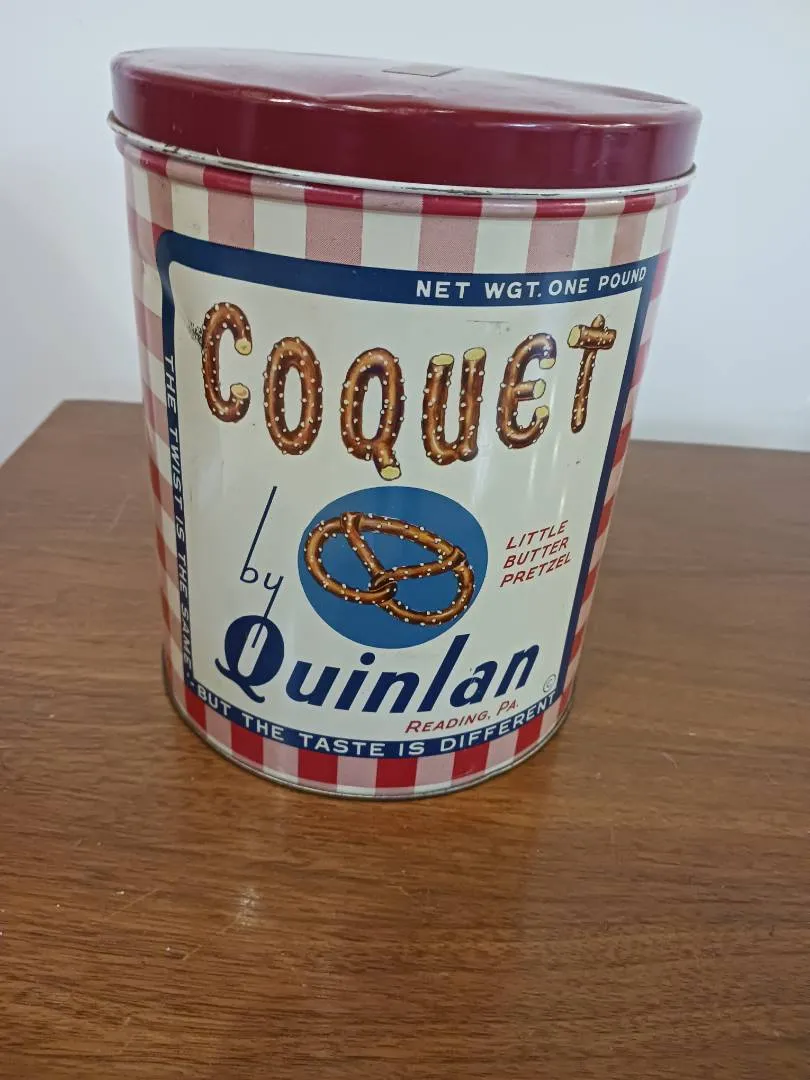 NET WGT. ONE POUND
COQUET
LITTLE
BUTTER
PRETZEL
by
Quinlan
©
READING, PA.
THE TWIST IS THE SAME..
BUT THE TASTE IS DIFFERENT